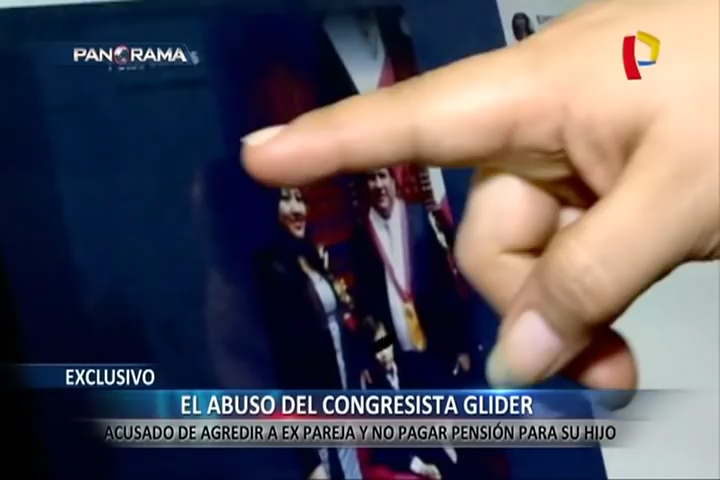 PANORAMA
EXCLUSIVO
EL ABUSO DEL CONGRESISTA GLIDER
ACUSADO DE AGREDIR A EX PAREJA Y NO PAGAR PENSIÓN PARA SU HIJO